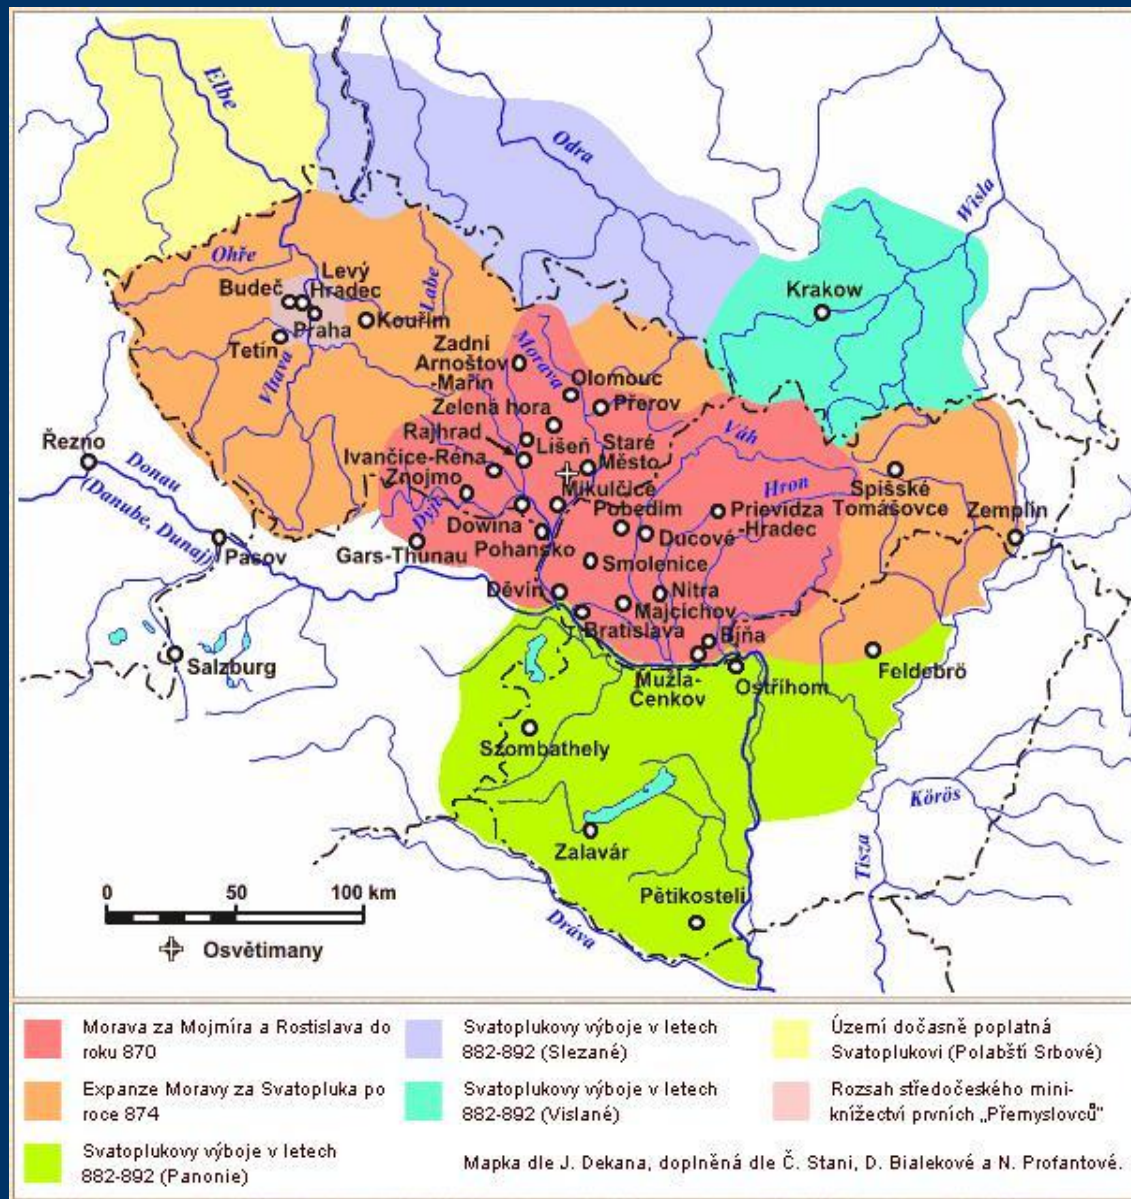 Elbe
Odra
Wisla
Ohře
Levý
Budeč
Hradec
Labe
Krakow
Praha
Kouřim
Tetín
Vltava
Zadní
Arnoštov
-Mařín
Morava
Olomouc
Zelená hora
Přerov
Rajhrad
Lišeň
Staré
Město
Váh
Řezno
Ivančice-Réna
Znojmo
Mikulčice
Hron
Spišské
Tomášovce
Zemplín
Donau
(Danube, Dunaj)
Dyje
Pobedim
Prievidza
-Hradec
Dowina
Pohansko
Ducové
Pasov
Gars-Thunau
Smolenice
Děvín
Nitra
Majcichov
Bratislava
Bíňa
Salzburg
Mužla-
Čenkov
Ostřihom
Feldebrö
Szombathely
Körös
Zalavár
Tisza
Pětikostelí
Dráva
0 50 100 km
Osvětimany
Morava za Mojmíra a Rostislava do
roku 870
Expanze Moravy za Svatopluka po
roce 874
Svatoplukovy výboje v letech
882-892 (Panonie)
Svatoplukovy výboje v letech
882-892 (Slezané)
Svatoplukovy výboje v letech
882-892 (Vislané)
Území dočasně poplatná
Svatoplukovi (Polabští Srbové)
Rozsah středočeského mini-
knížectví prvních „Přemyslovců“
Mapka dle J. Dekana, doplněná dle Č. Stani, D. Bialekové a N. Profantové.